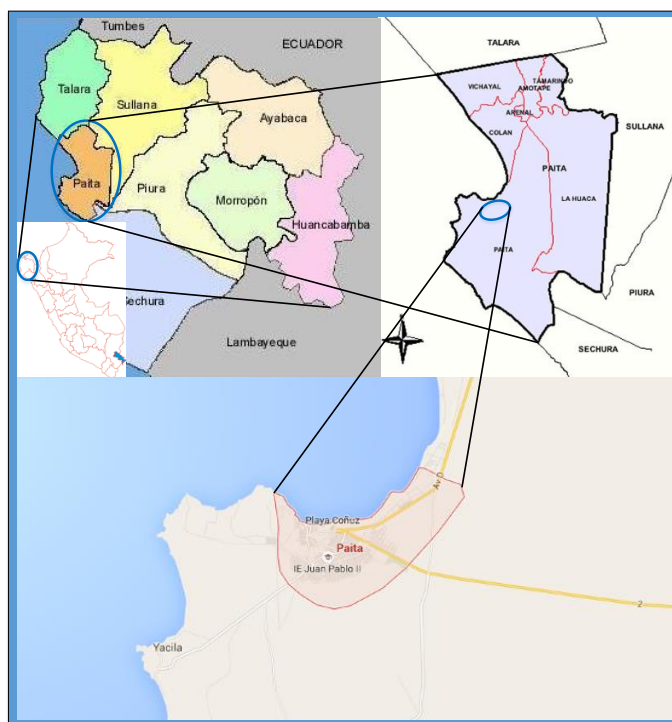 Tumbes
ECUADOR
Talara
Sullana
Ayabaca
Paita
Piura
Morropón
Huancabamba
Sechura
Lambayeque
TALARA
TAMARINDO
VICHAYAL
AMOTAPE
ARENAL
SULLANA
COLAN
PAITA
LA HUACA
PAITA
PIURA
SECHURA
Av D
Playa Coñuz
Paita
IE Juan Pablo II
2
Yacila